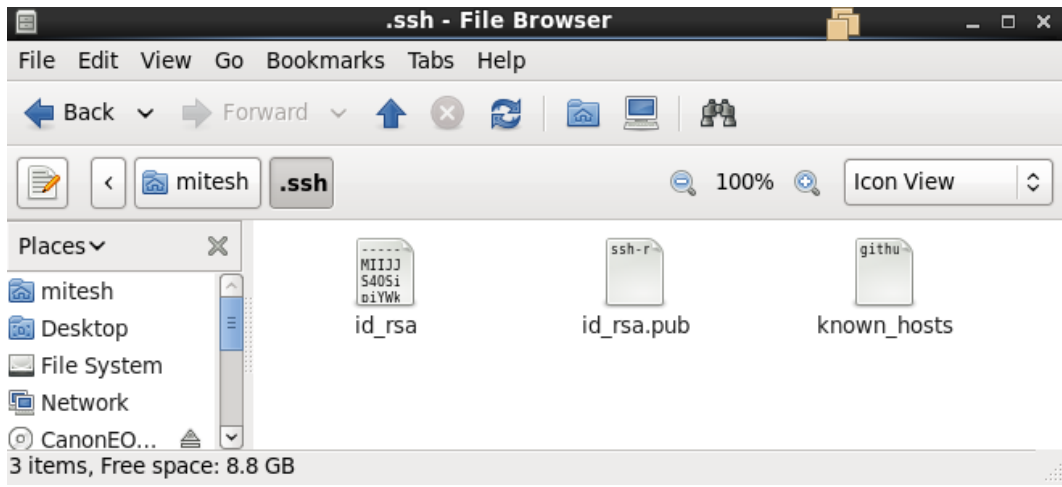 .ssh - File Browser
File Edit View Go Bookmarks Tabs Help
Back Forward
mitesh .ssh 100% Icon View
Places
mitesh
Desktop
File System
Network
CanonEO...
-----
MIIJJ
S4OSi
piYWk
id_rsa
ssh-r
id_rsa.pub
githu
known_hosts
3 items, Free space: 8.8 GB